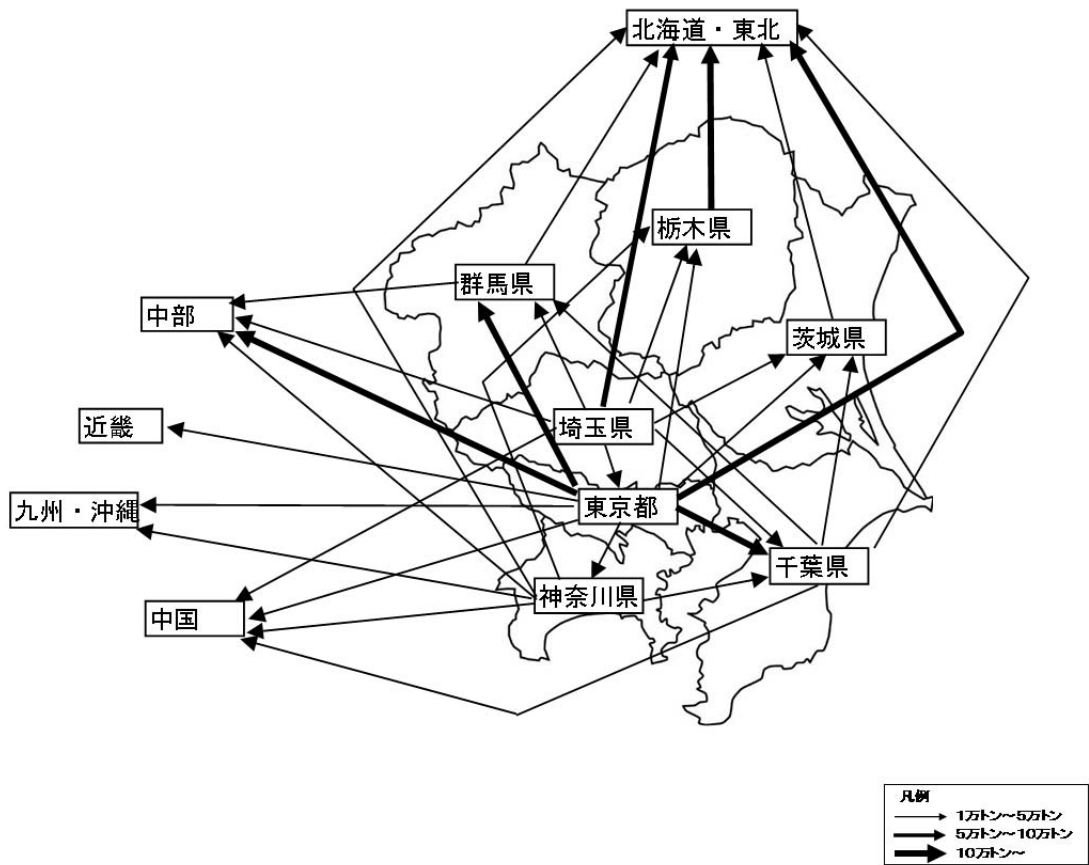 北海道・東北
栃木県
群馬県
中部
茨城県
近畿
埼玉県
九州・沖縄
東京都
千葉県
神奈川県
中国
凡例
1万トン～5万トン
5万トン～10万トン
10万トン～